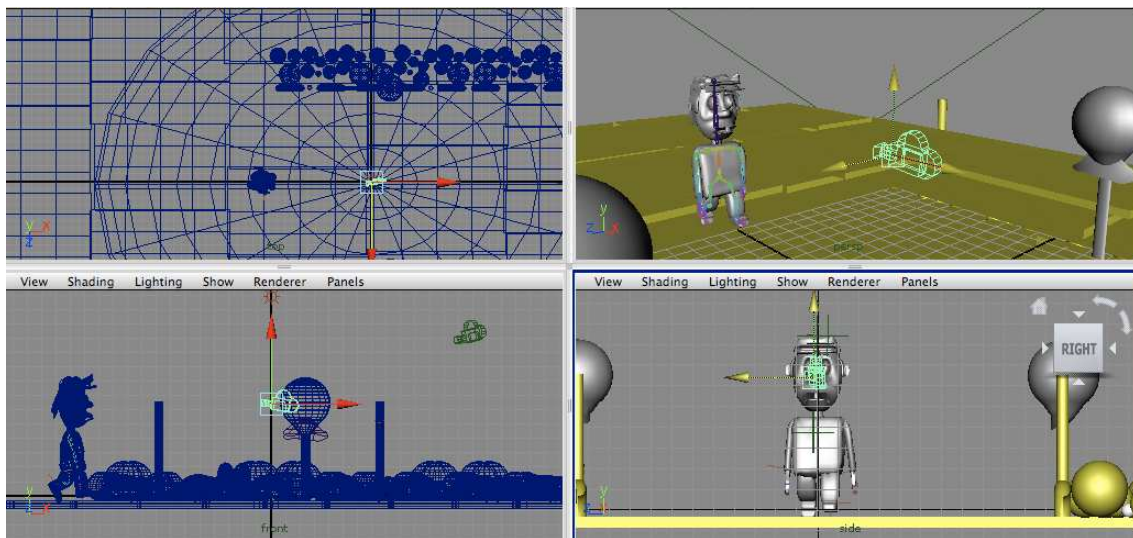 top
persp
View Shading Lighting Show Renderer Panels
View Shading Lighting Show Renderer Panels
RIGHT
front
side
y x
z
y
z x
y
z x
y